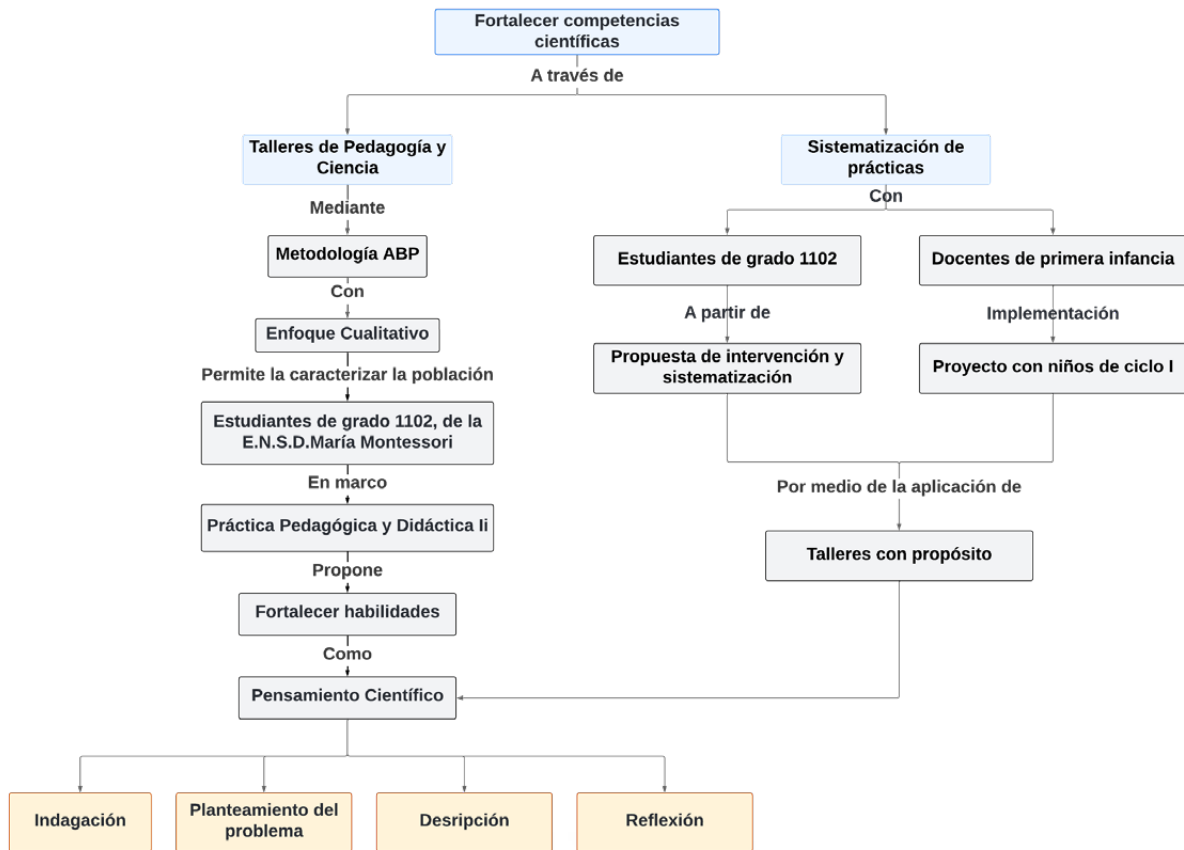 Fortalecer competencias
científicas
A través de
Talleres de Pedagogía y
Ciencia
Sistematización de
prácticas
Mediante
Con
Metodología ABP
Estudiantes de grado 1102
Docentes de primera infancia
Con
A partir de
Implementación
Enfoque Cualitativo
Propuesta de intervención y
sistematización
Proyecto con niños de ciclo I
Permite la caracterizar la población
Estudiantes de grado 1102, de la
E.N.S.D.María Montessori
En marco
Por medio de la aplicación de
Práctica Pedagógica y Didáctica Ii
Talleres con propósito
Propone
Fortalecer habilidades
Como
Pensamiento Científico
Indagación
Planteamiento del
problema
Desripción
Reflexión